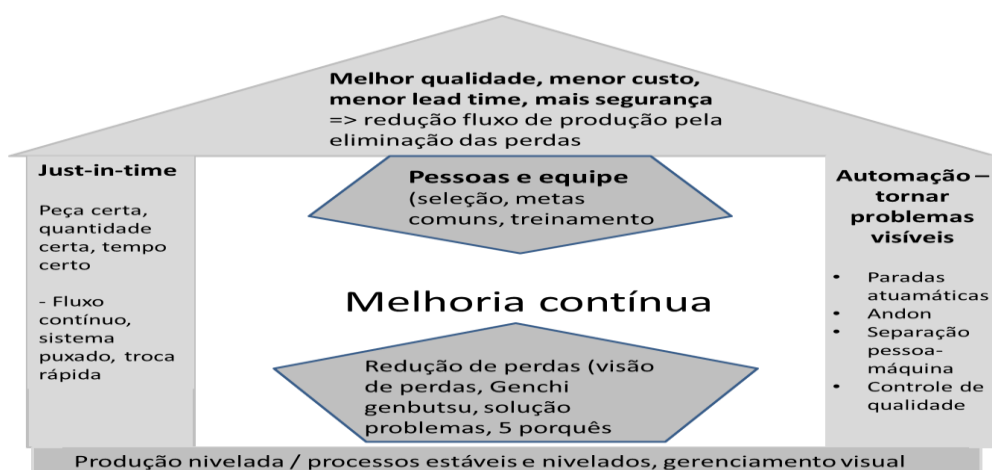 Melhor qualidade, menor custo,
menor lead time, mais segurança
=> redução fluxo de produção pela
eliminação das perdas
Just-in-time
Peça certa,
quantidade
certa, tempo
certo
- Fluxo
contínuo,
sistema
puxado, troca
rápida
Pessoas e equipe
(seleção, metas
comuns, treinamento
Melhoria contínua
Redução de perdas (visão
de perdas, Genchi
genbutsu, solução
problemas, 5 porquês
Automação –
tornar
problemas
visíveis
• Paradas
atuamáticas
• Andon
• Separação
pessoa-
máquina
• Controle de
qualidade
Produção nivelada / processos estáveis e nivelados, gerenciamento visual